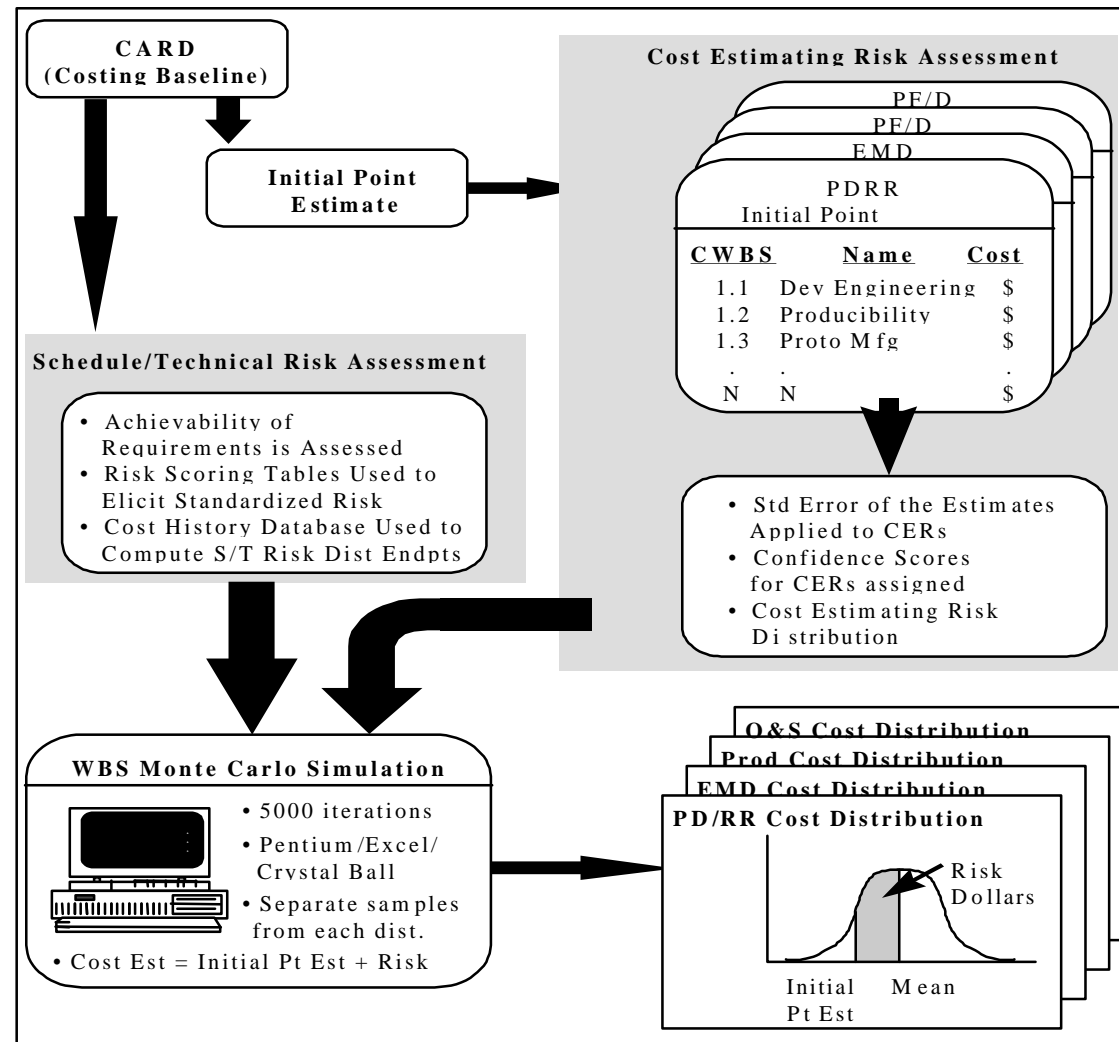 CARD
(Costing Baseline)
Initial Point
Estimate
Cost Estimating Risk Assessment
PF/D
PF/D
EMD
PDRR
Initial Point
CWBS Name Cost
1.1 Dev Engineering $
1.2 Producibility $
1.3 Proto Mfg $
. . .
N N $
Schedule/Technical Risk Assessment
• Achievability of
Requirements is Assessed
• Risk Scoring Tables Used to
Elicit Standardized Risk
• Cost History Database Used to
Compute S/T Risk Dist Endpts
• Std Error of the Estimates
Applied to CERs
• Confidence Scores
for CERs assigned
• Cost Estimating Risk
Distribution
WBS Monte Carlo Simulation
• 5000 iterations
• Pentium/Excel/
Crystal Ball
• Separate samples
from each dist.
• Cost Est = Initial Pt Est + Risk
O&S Cost Distribution
Prod Cost Distribution
EMD Cost Distribution
PD/RR Cost Distribution
Risk
Dollars
Initial
Pt Est
Mean